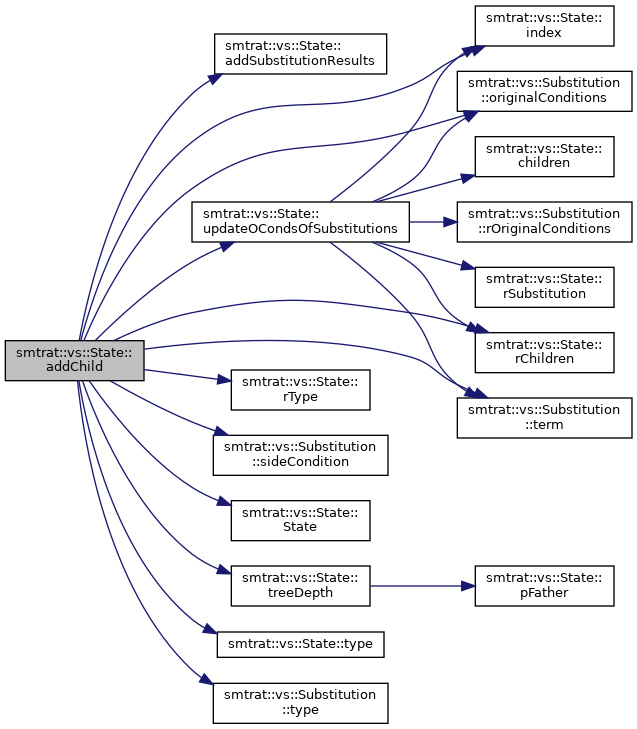 smtrat::vs::State::
addChild
smtrat::vs::State::
addSubstitutionResults
smtrat::vs::State::
updateOCondsOfSubstitutions
smtrat::vs::State::
rType
smtrat::vs::Substitution
::sideCondition
smtrat::vs::State::
State
smtrat::vs::State::
treeDepth
smtrat::vs::State::type
smtrat::vs::Substitution
::type
smtrat::vs::State::
index
smtrat::vs::Substitution
::originalConditions
smtrat::vs::State::
children
smtrat::vs::Substitution
::rOriginalConditions
smtrat::vs::State::
rSubstitution
smtrat::vs::State::
rChildren
smtrat::vs::Substitution
::term
smtrat::vs::State::
pFather